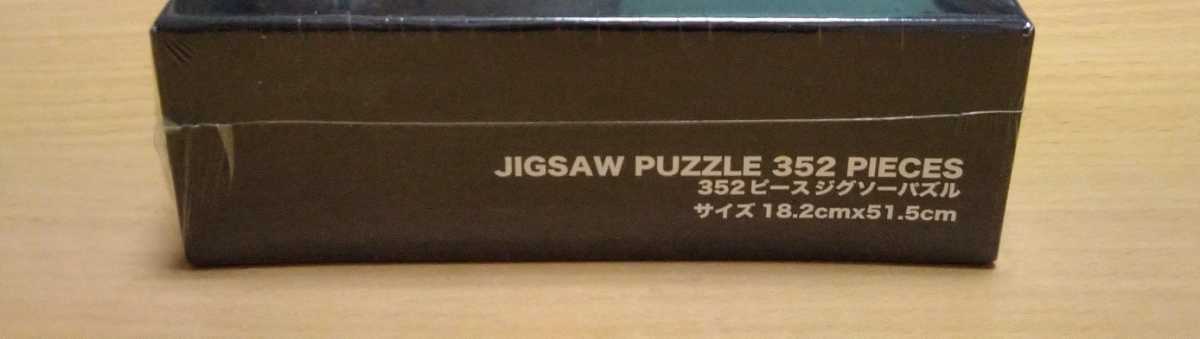 JIGSAW PUZZLE 352 PIECES
352ピースジグソーパズル
サイズ 18.2cmx51.5cm